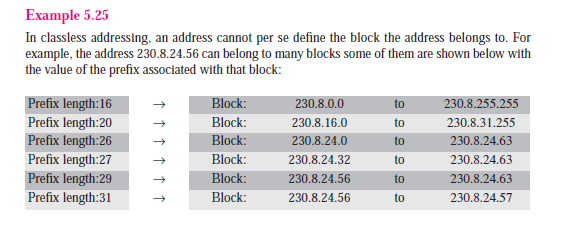 Example 5.25
In classless addressing, an address cannot per se define the block the address belongs to. For
example, the address 230.8.24.56 can belong to many blocks some of them are shown below with
the value of the prefix associated with that block:
Prefix length:16 → Block: 230.8.0.0 to 230.8.255.255
Prefix length:20 → Block: 230.8.16.0 to 230.8.31.255
Prefix length:26 → Block: 230.8.24.0 to 230.8.24.63
Prefix length:27 → Block: 230.8.24.32 to 230.8.24.63
Prefix length:29 → Block: 230.8.24.56 to 230.8.24.63
Prefix length:31 → Block: 230.8.24.56 to 230.8.24.57